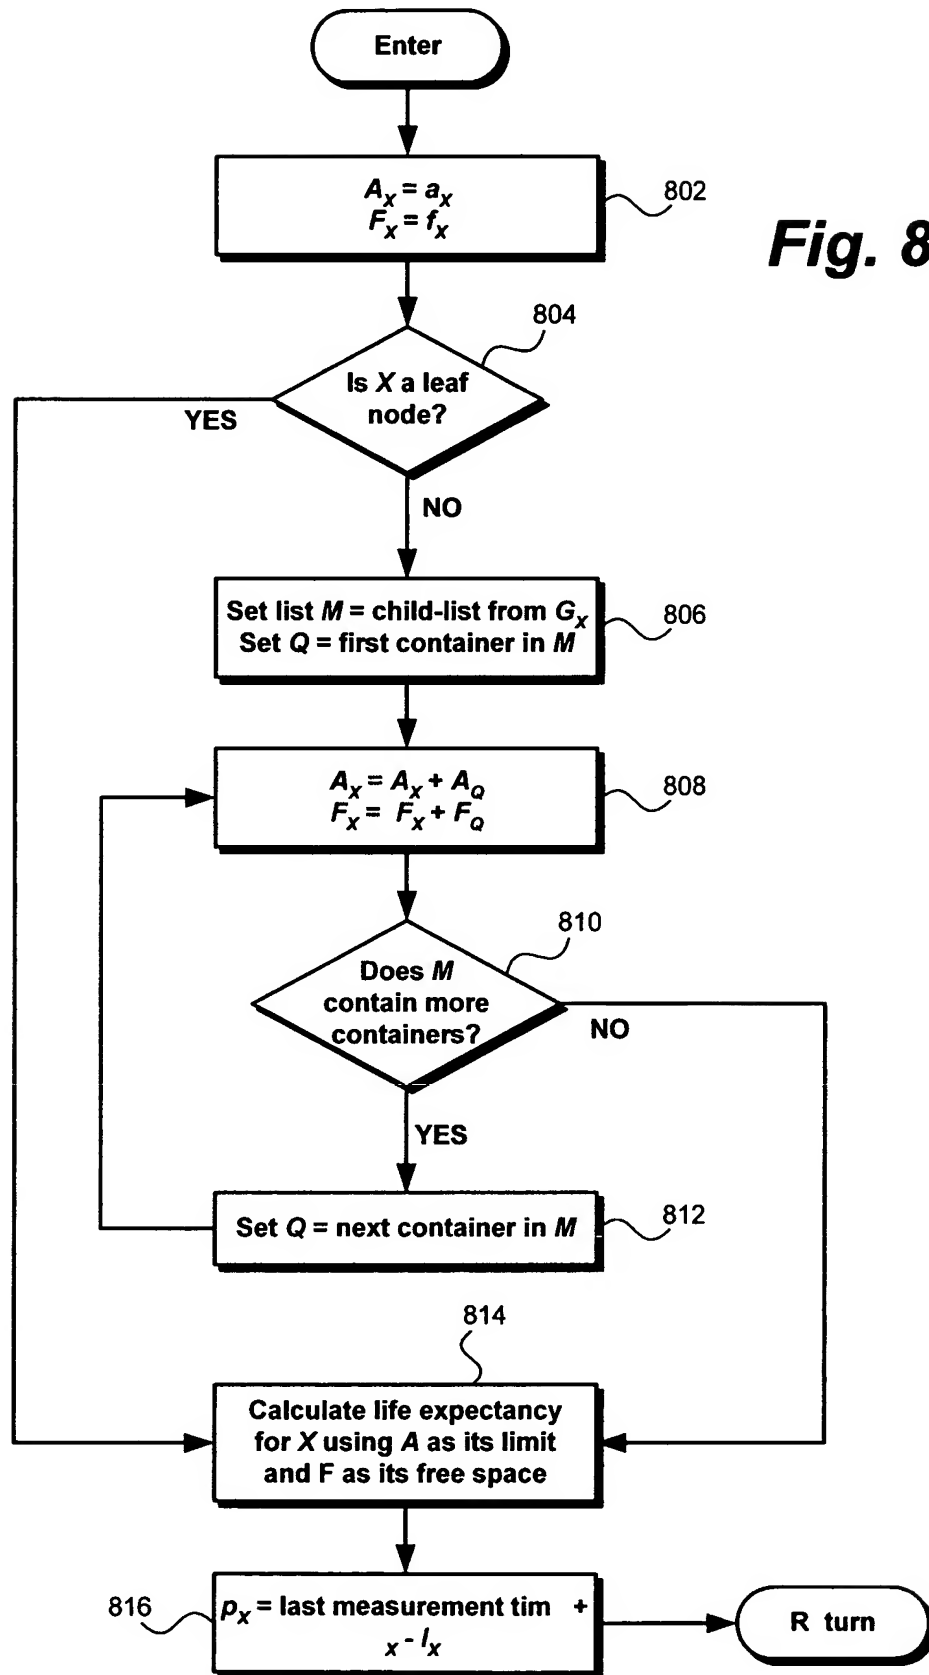 Enter
A_X = a_X
F_X = f_X
802
Fig. 8
804
Is X a leaf
node?
YES
NO
Set list M = child-list from G_X
Set Q = first container in M
806
A_X = A_X + A_Q
F_X = F_X + F_Q
808
810
Does M
contain more
containers?
NO
YES
Set Q = next container in M
812
814
Calculate life expectancy
for X using A as its limit
and F as its free space
816
p_X = last measurement tim +
X - l_X
R turn